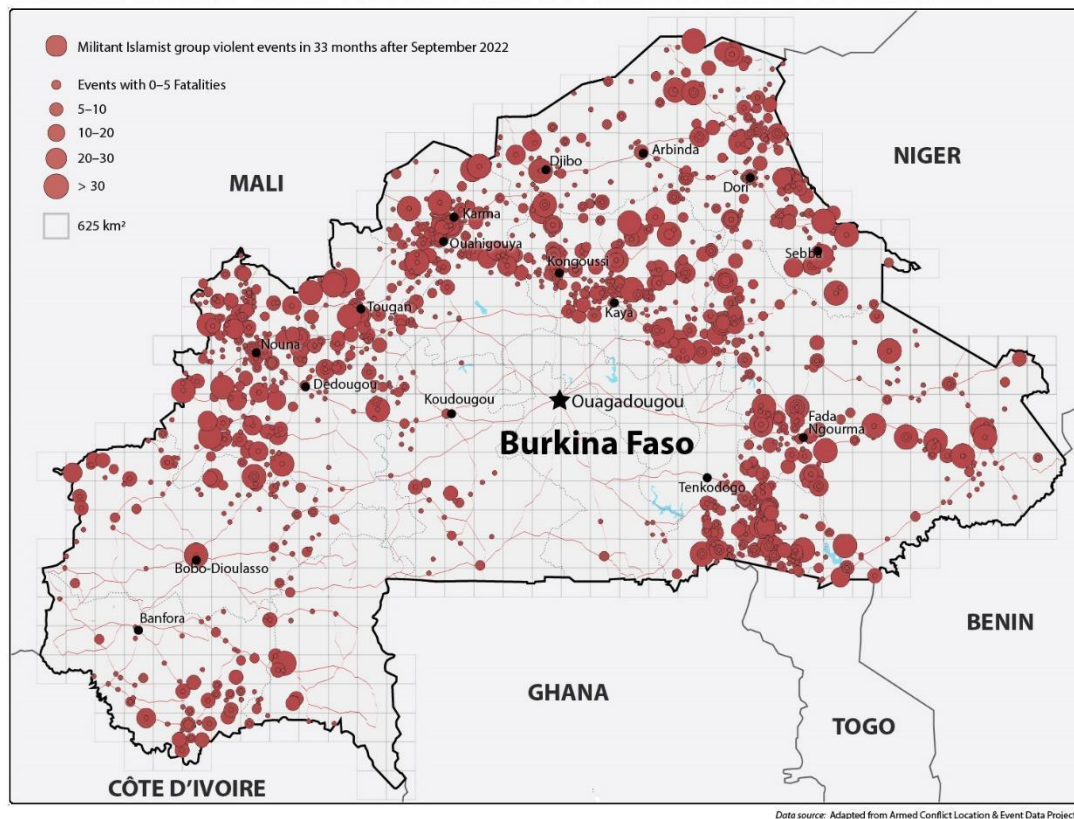 Militant Islamist group violent events in 33 months after September 2022
Events with 0–5 Fatalities
5–10
10–20
20–30
> 30
625 km²
MALI
NIGER
Djibo
Arbinda
Dori
Karma
Ouahigouya
Sebba
Kongoussi
Kaya
Tougan
Nouna
Dedougou
Koudougou
Ouagadougou
Burkina Faso
Fada
Ngourma
Tenkodogo
Bobo-Dioulasso
Banfora
BENIN
GHANA
TOGO
CÔTE D'IVOIRE
Data source: Adapted from Armed Conflict Location & Event Data Project